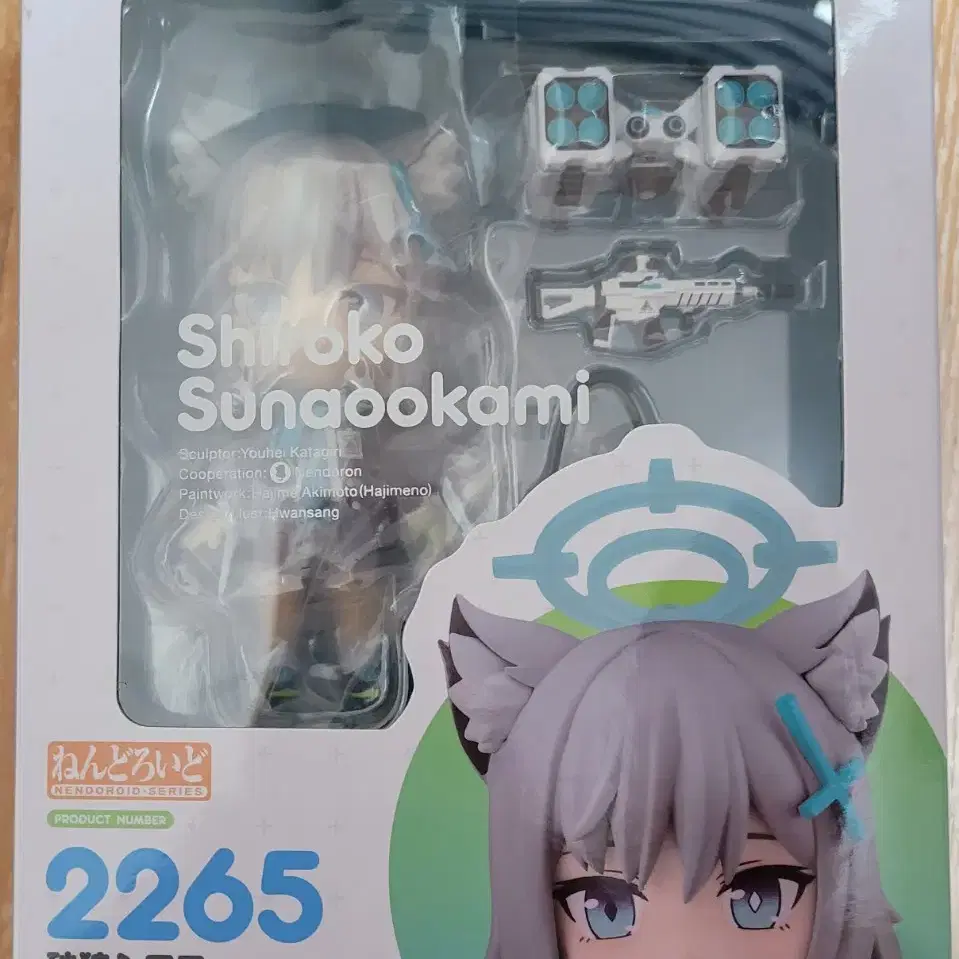 Shiroko
Sunaookami
Sculptor:Youhei Katagiri
Cooperation: Nendoron
Paintwork:Hajime Akimoto(Hajimeno)
Hwansang
ねんどろいど
NENDOROID·SERIES
PRODUCT NUMBER
2265